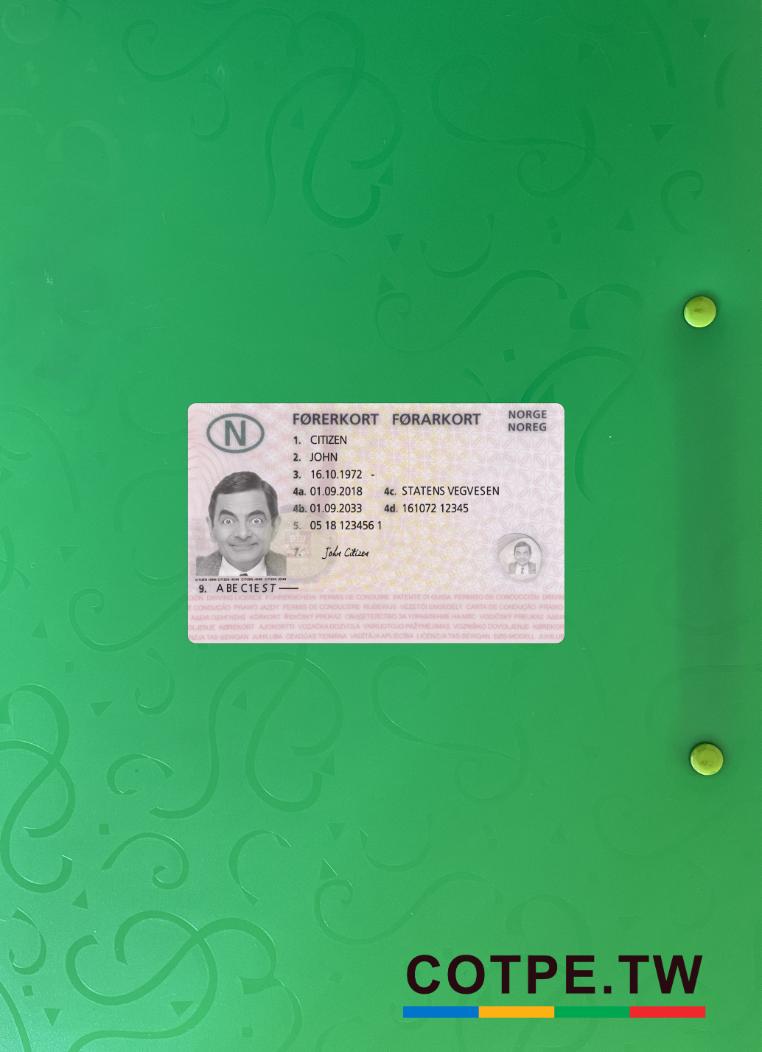 N
FØRERKORT FØRARKORT
NORGE
NOREG
1. CITIZEN
2. JOHN
3. 16.10.1972 -
4a. 01.09.2018 4c. STATENS VEGVESEN
4b. 01.09.2033 4d. 161072 12345
5. 05 18 123456 1
7. John Citizen
9. A BE C1E S T
COTPE.TW